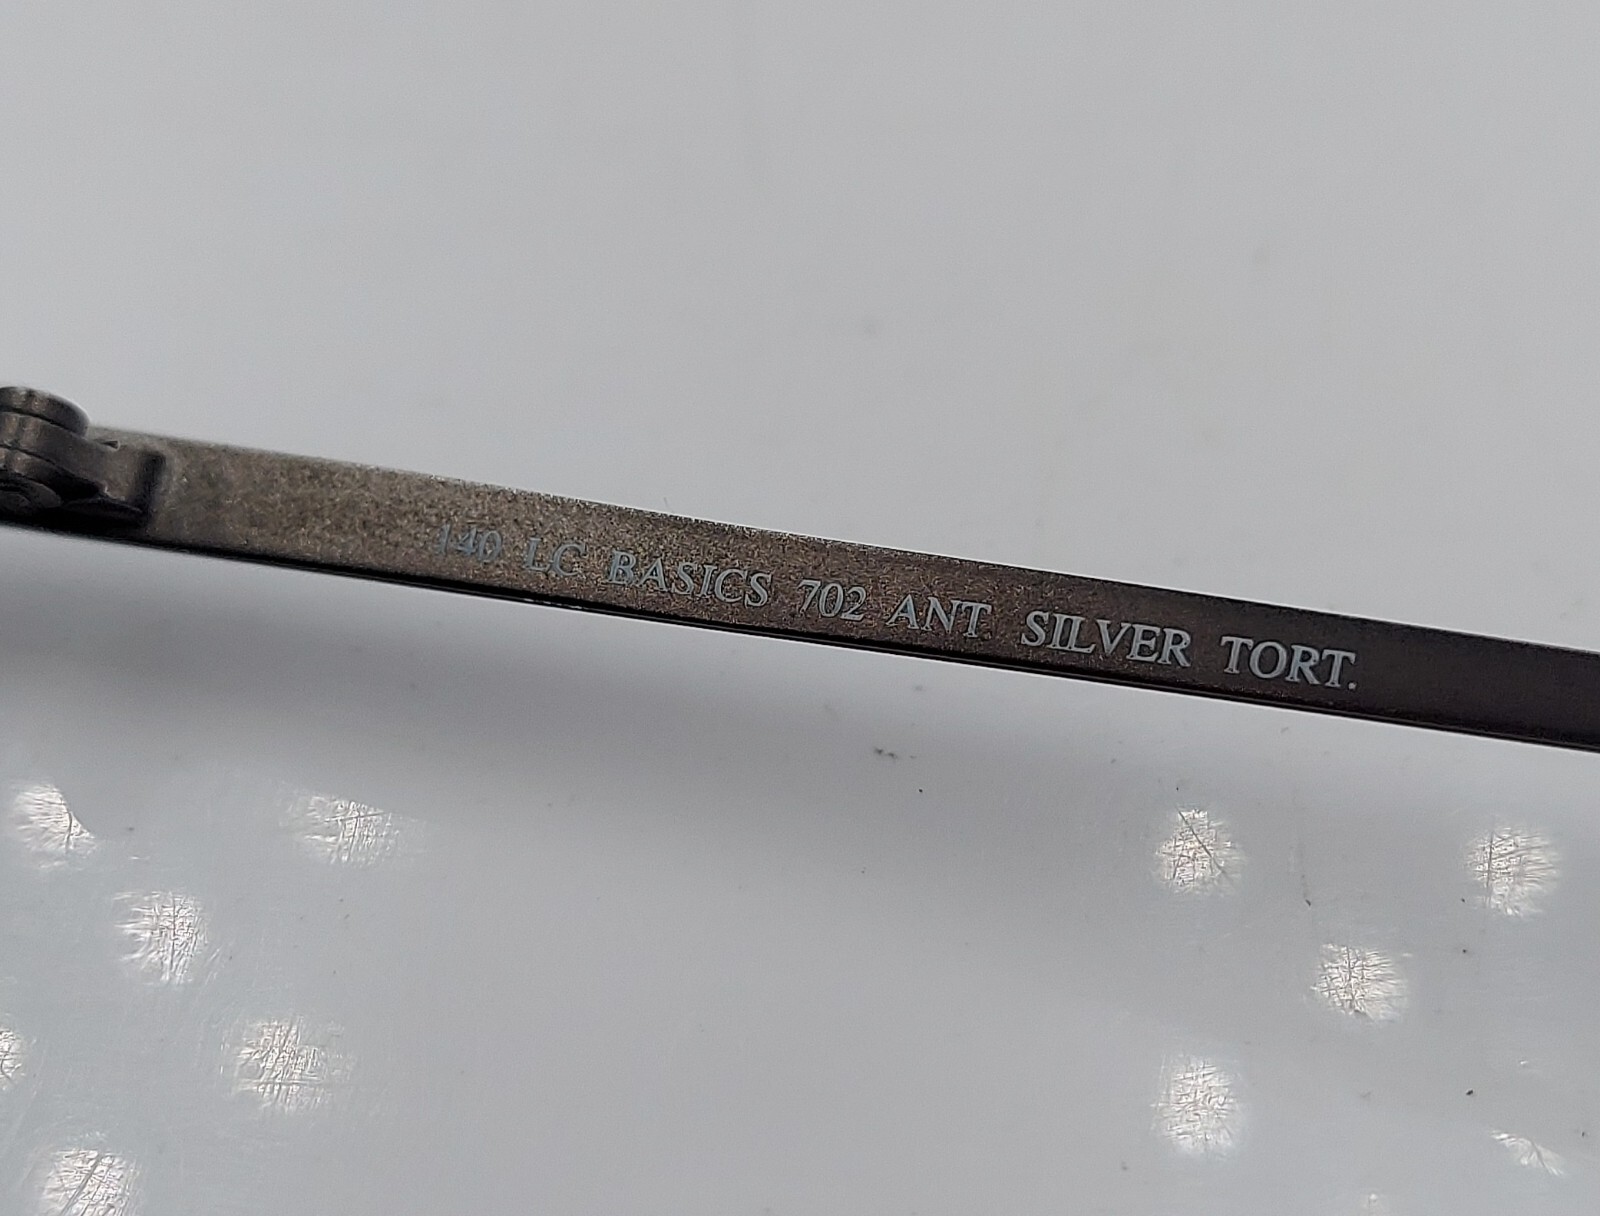 140 LC BASICS 702 ANT SILVER TORT.